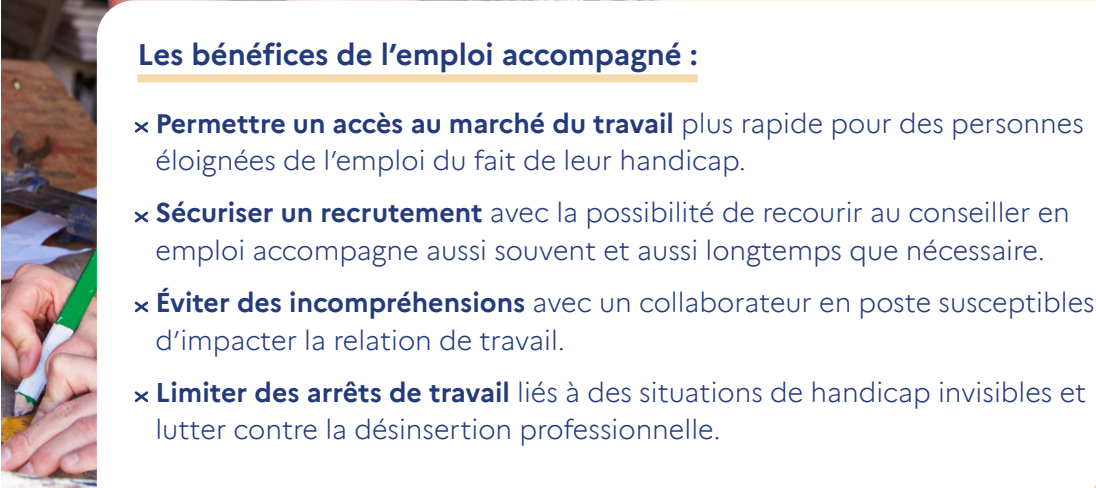 Les bénéfices de l’emploi accompagné :
× Permettre un accès au marché du travail plus rapide pour des personnes
éloignées de l’emploi du fait de leur handicap.
× Sécuriser un recrutement avec la possibilité de recourir au conseiller en
emploi accompagne aussi souvent et aussi longtemps que nécessaire.
× Éviter des incompréhensions avec un collaborateur en poste susceptibles
d’impacter la relation de travail.
× Limiter des arrêts de travail liés à des situations de handicap invisibles et
lutter contre la désinsertion professionnelle.